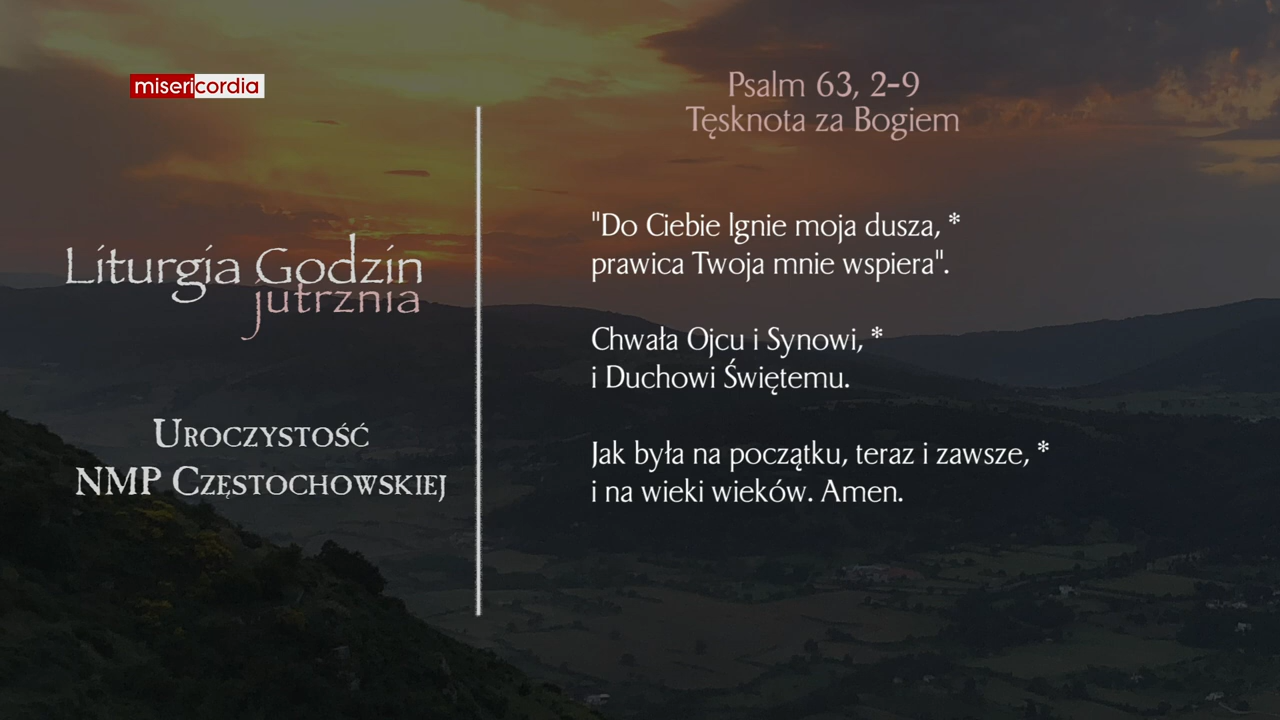 misericordia
Liturgia Godzin
jutrznia
Uroczystość
NMP Częstochowskiej
Psalm 63, 2-9
Tęsknota za Bogiem
"Do Ciebie lgnie moja dusza, *
prawica Twoja mnie wspiera".
Chwała Ojcu i Synowi, *
i Duchowi Świętemu.
Jak była na początku, teraz i zawsze, *
i na wieki wieków. Amen.